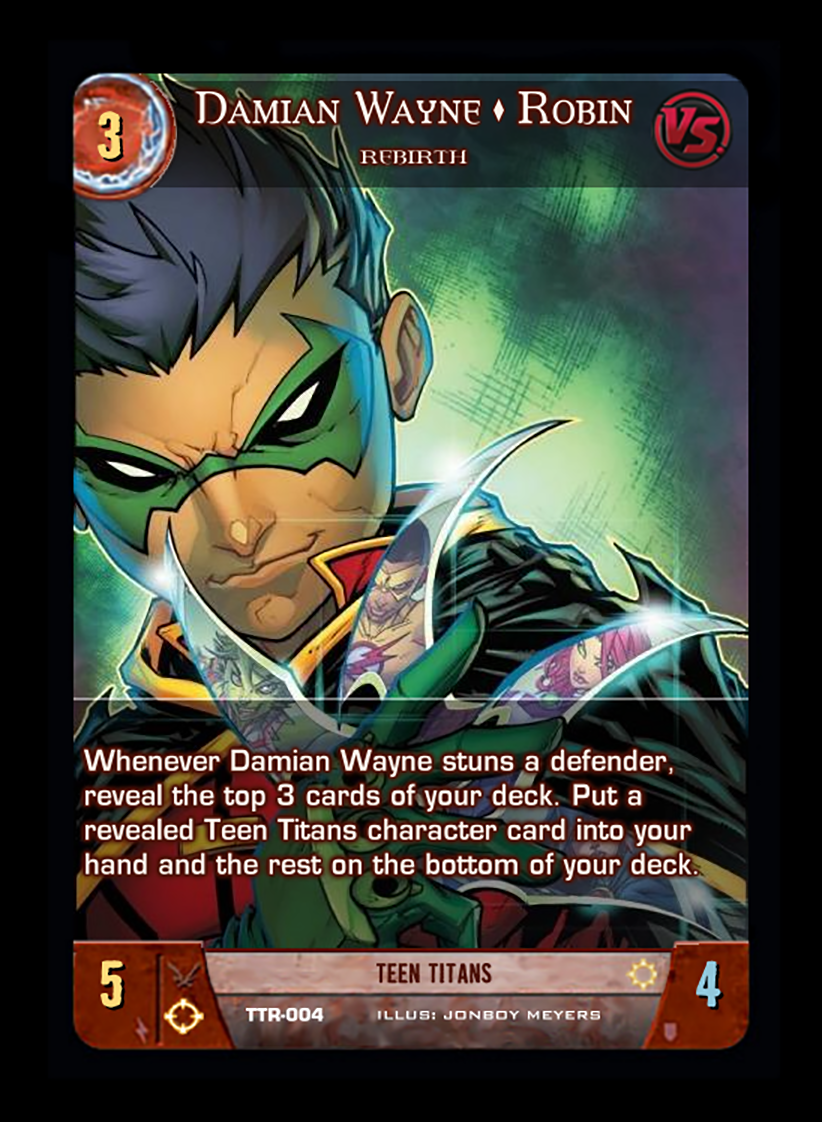 3
Damian Wayne ♦ Robin
VS.
REBIRTH
Whenever Damian Wayne stuns a defender,
reveal the top 3 cards of your deck. Put a
revealed Teen Titans character card into your
hand and the rest on the bottom of your deck.
5
TEEN TITANS
4
TTR-004 ILLUS: JONBOY MEYERS